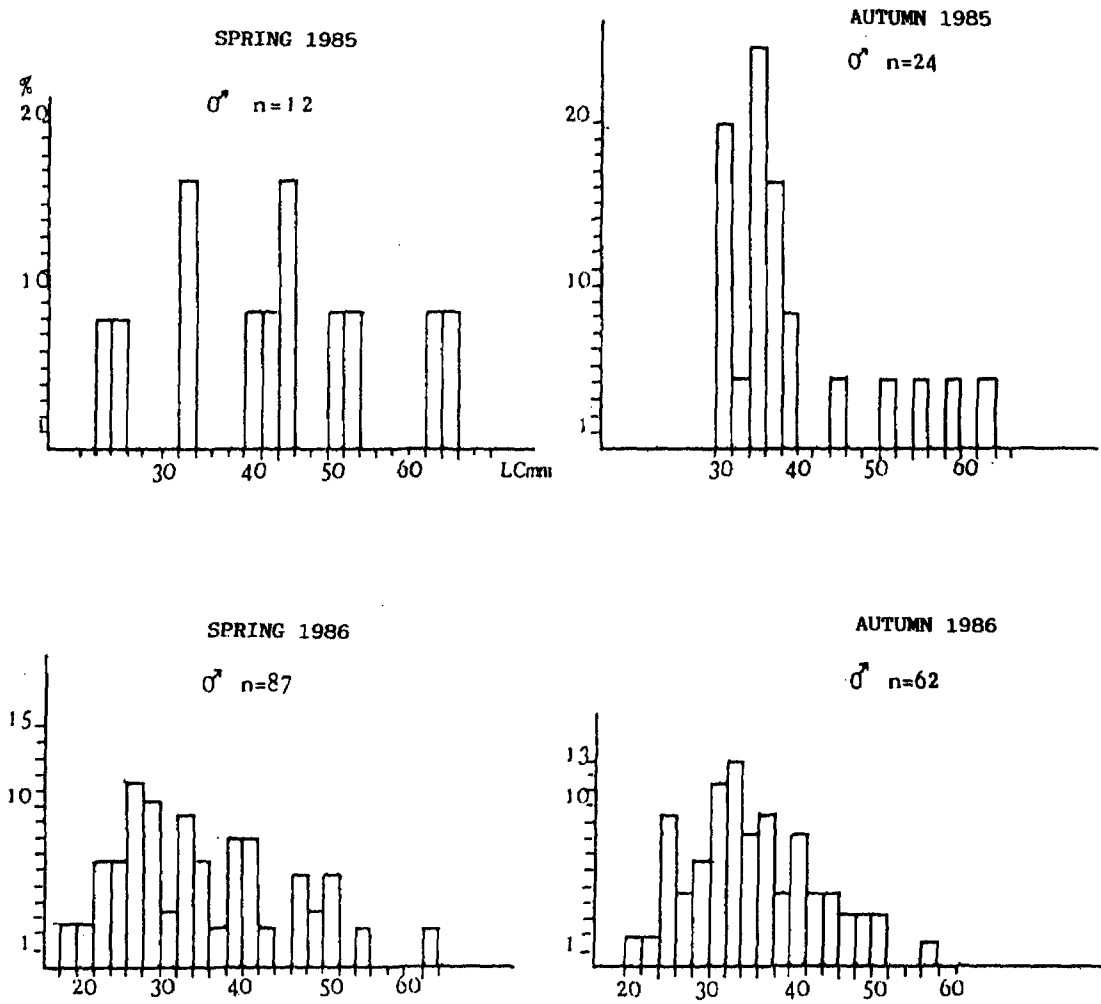 SPRING 1985
♂ n=12
%
20
10
1
30 40 50 60 LCmm
AUTUMN 1985
♂ n=24
20
10
1
30 40 50 60
SPRING 1986
♂ n=87
15
10
1
20 30 40 50 60
AUTUMN 1986
♂ n=62
13
10
1
20 30 40 50 60